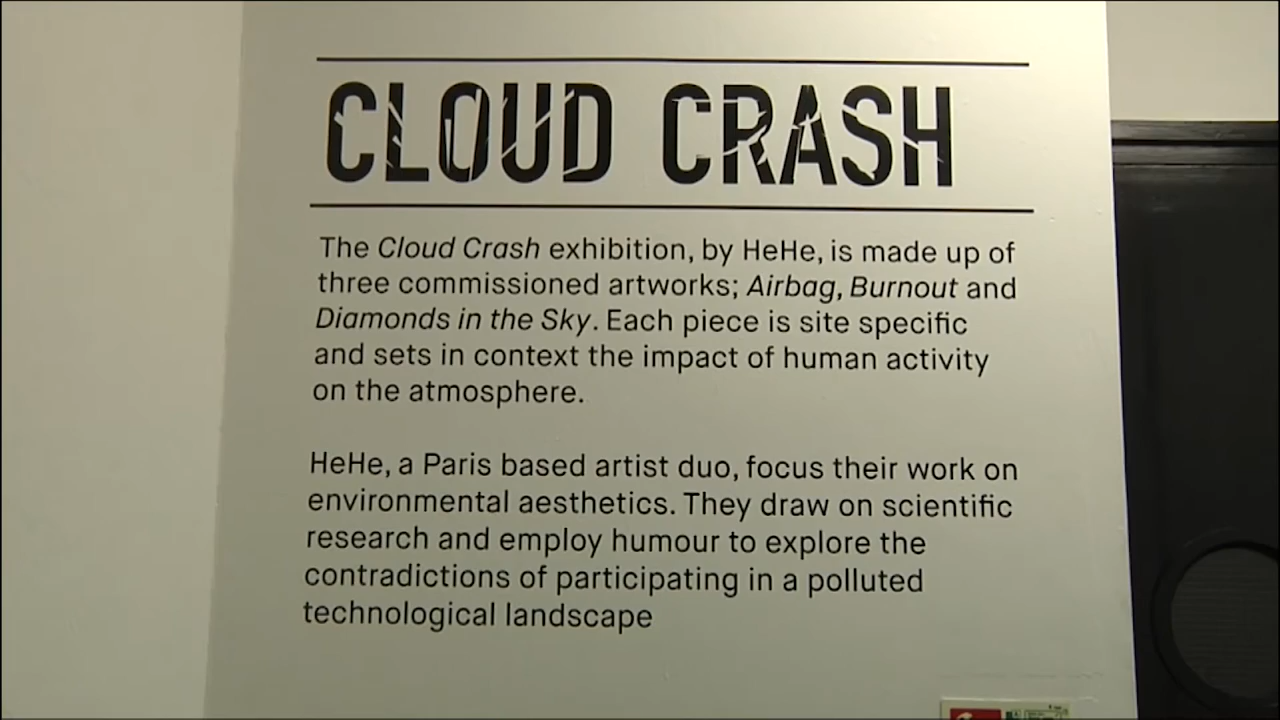 CLOUD CRASH
The Cloud Crash exhibition, by HeHe, is made up of
three commissioned artworks; Airbag, Burnout and
Diamonds in the Sky. Each piece is site specific
and sets in context the impact of human activity
on the atmosphere.
HeHe, a Paris based artist duo, focus their work on
environmental aesthetics. They draw on scientific
research and employ humour to explore the
contradictions of participating in a polluted
technological landscape